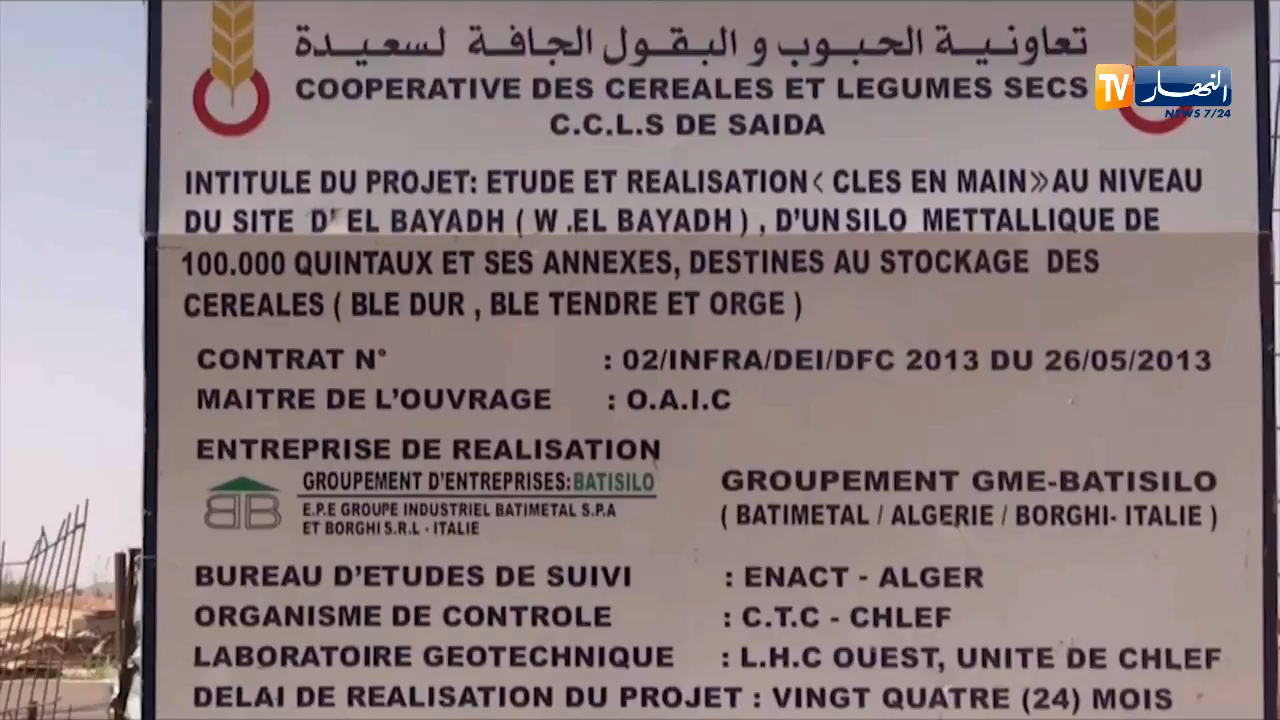 تعاونية الحبوب و البقول الجافة لسعيدة
COOPERATIVE DES CEREALES ET LEGUMES SECS
TV النهار
NEWS 7/24
C.C.L.S DE SAIDA
INTITULE DU PROJET: ETUDE ET REALISATION < CLES EN MAIN» AU NIVEAU
DU SITE D' EL BAYADH ( W .EL BAYADH ) , D'UN SILO METTALLIQUE DE
100.000 QUINTAUX ET SES ANNEXES, DESTINES AU STOCKAGE DES
CEREALES ( BLE DUR , BLE TENDRE ET ORGE )
CONTRAT N° : 02/INFRA/DEI/DFC 2013 DU 26/05/2013
MAITRE DE L'OUVRAGE : O.A.I.C
ENTREPRISE DE REALISATION
GROUPEMENT D'ENTREPRISES: BATISILO
E.P.E GROUPE INDUSTRIEL BATIMETAL S.P.A
ET BORGHI S.R.L - ITALIE
GROUPEMENT GME-BATISILO
( BATIMETAL / ALGERIE / BORGHI- ITALIE )
BUREAU D'ETUDES DE SUIVI : ENACT - ALGER
ORGANISME DE CONTROLE : C.T.C - CHLEF
LABORATOIRE GEOTECHNIQUE : L.H.C OUEST, UNITE DE CHLEF
DELAI DE REALISATION DU PROJET : VINGT QUATRE (24) MOIS